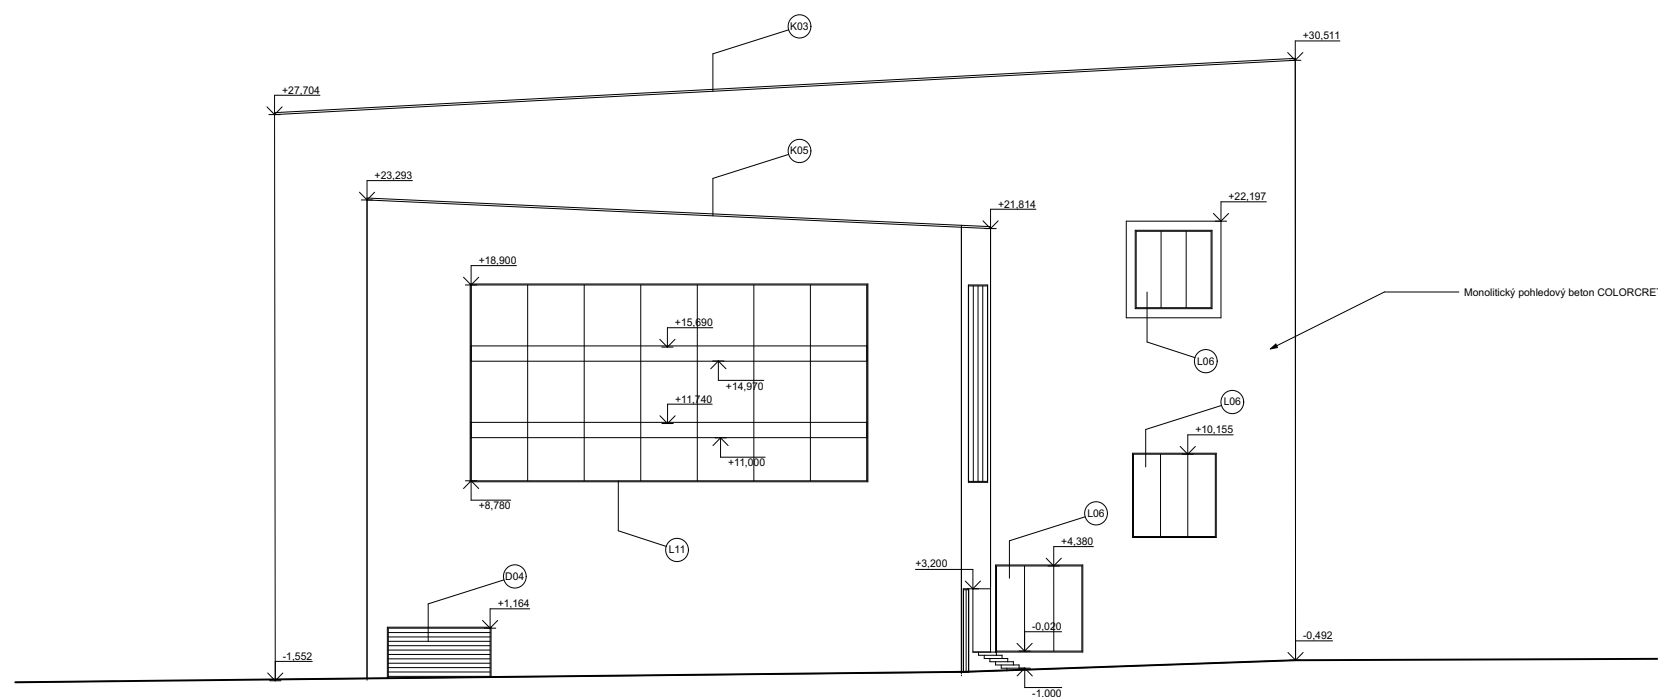 K03
+30,511
+27,704
K05
+23,293
+21,814
+22,197
+18,900
Monolitický pohledový beton COLORCRET
+15,690
L06
+14,970
+11,740
L06
+10,155
+11,000
+8,780
L06
L11
+4,380
+3,200
D04
+1,164
-0,020
-0,492
-1,552
-1,000